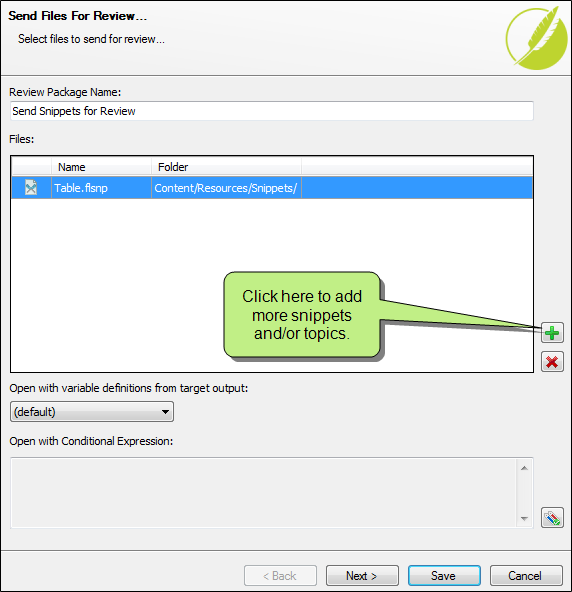 Send Files For Review...
Select files to send for review...
Review Package Name:
Send Snippets for Review
Files:
Name Folder
Table.flsnp Content/Resources/Snippets/
Click here to add
more snippets
and/or topics.
Open with variable definitions from target output:
(default)
Open with Conditional Expression:
< Back Next > Save Cancel